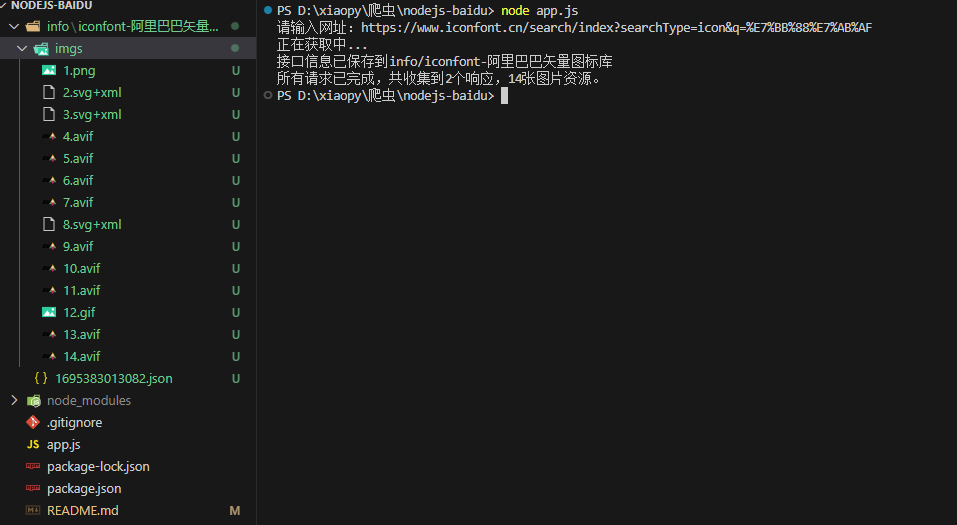 NODEJS-BAIDU
info\iconfont-阿里巴巴矢量...
imgs
1.png U
2.svg+xml U
3.svg+xml U
4.avif U
5.avif U
6.avif U
7.avif U
8.svg+xml U
9.avif U
10.avif U
11.avif U
12.gif U
13.avif U
14.avif U
{ } 1695383013082.json U
node_modules
.gitignore
JS app.js
package-lock.json
package.json
README.md M
PS D:\xiaopy\爬虫\nodejs-baidu> node app.js
请输入网址：https://www.iconfont.cn/search/index?searchType=icon&q=%E7%BB%88%E7%AB%AF
正在获取中...
接口信息已保存到info/iconfont-阿里巴巴矢量图标库
所有请求已完成，共收集到2个响应，14张图片资源。
PS D:\xiaopy\爬虫\nodejs-baidu>